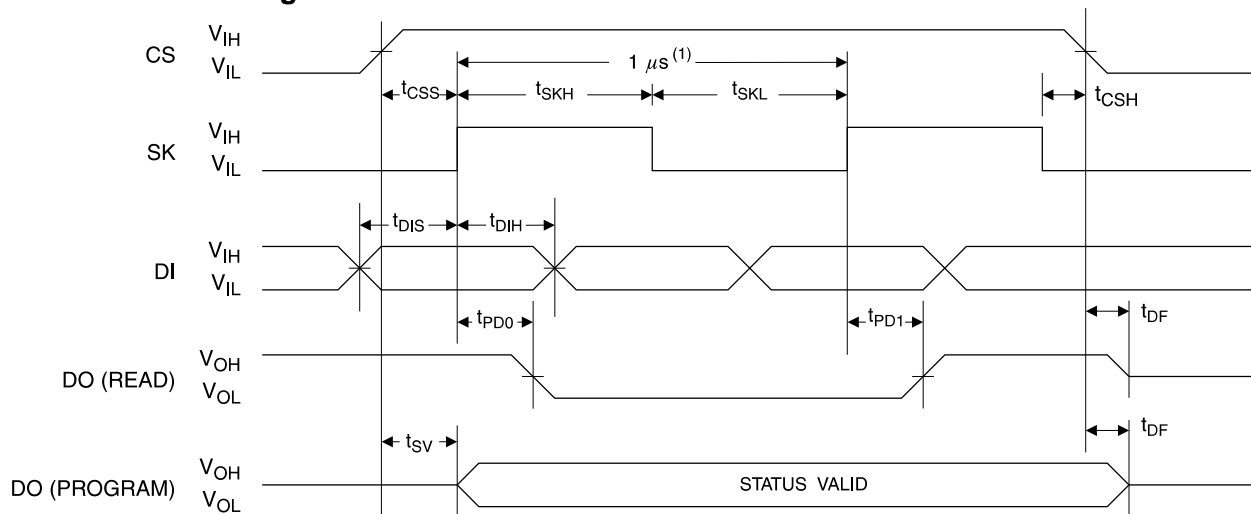 CS V_IH
V_IL
1 μs (1)
t_CSS t_SKH t_SKL t_CSH
SK V_IH
V_IL
t_DIS t_DIH
DI V_IH
V_IL
t_PD0 t_PD1 t_DF
DO (READ) V_OH
V_OL
t_SV t_DF
DO (PROGRAM) V_OH
V_OL
STATUS VALID